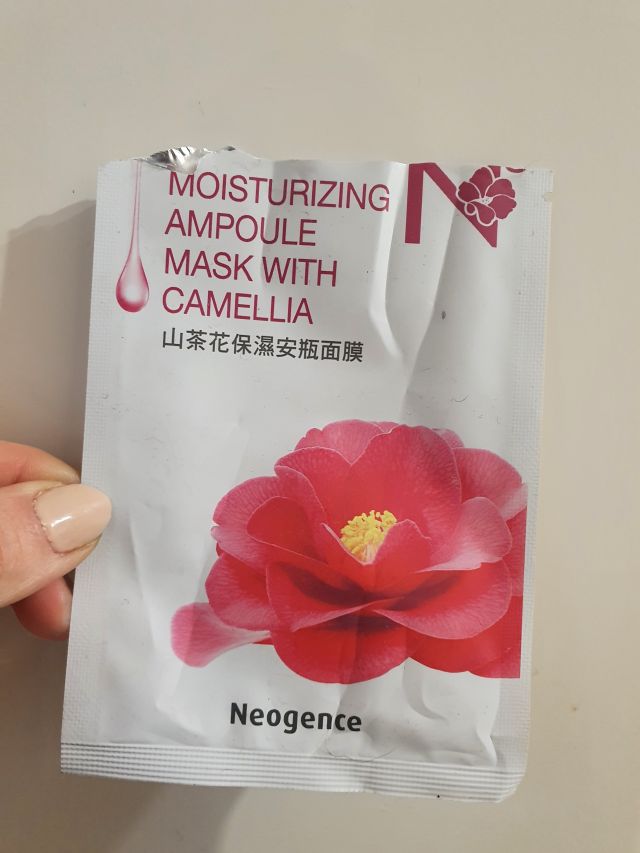 MOISTURIZING
AMPOULE
MASK WITH
CAMELLIA
山茶花保濕安瓶面膜
N
Neogence